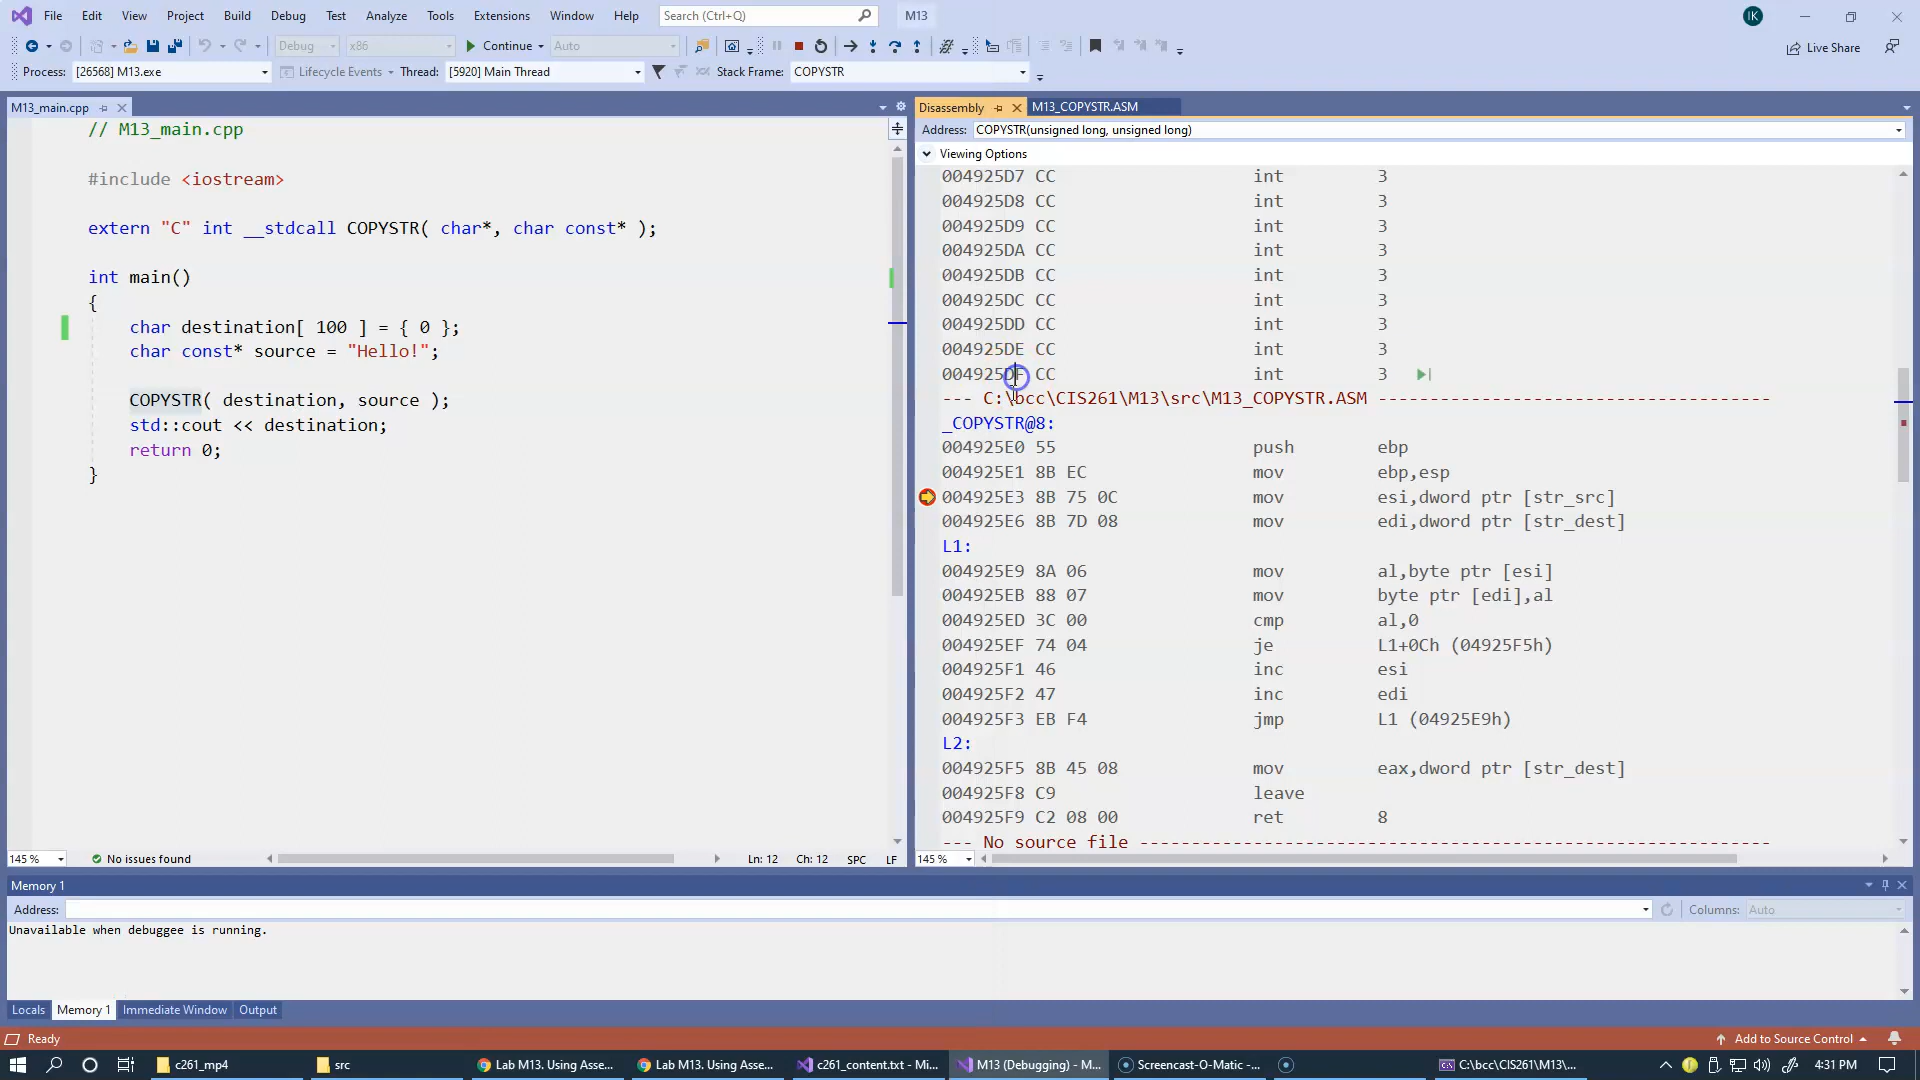 File Edit View Project Build Debug Test Analyze Tools Extensions Window Help Search (Ctrl+Q) M13 IK
Debug x86 Continue Auto Live Share
Process: [26568] M13.exe Lifecycle Events Thread: [5920] Main Thread Stack Frame: COPYSTR
M13_main.cpp
// M13_main.cpp
#include <iostream>
extern "C" int __stdcall COPYSTR( char*, char const* );
int main()
{
char destination[ 100 ] = { 0 };
char const* source = "Hello!";
COPYSTR( destination, source );
std::cout << destination;
return 0;
}
145 % No issues found Ln: 12 Ch: 12 SPC LF
Disassembly M13_COPYSTR.ASM
Address: COPYSTR(unsigned long, unsigned long)
Viewing Options
004925D7 CC int 3
004925D8 CC int 3
004925D9 CC int 3
004925DA CC int 3
004925DB CC int 3
004925DC CC int 3
004925DD CC int 3
004925DE CC int 3
004925DF CC int 3
--- C:\bcc\CIS261\M13\src\M13_COPYSTR.ASM --------------------------------------
_COPYSTR@8:
004925E0 55 push ebp
004925E1 8B EC mov ebp,esp
004925E3 8B 75 0C mov esi,dword ptr [str_src]
004925E6 8B 7D 08 mov edi,dword ptr [str_dest]
L1:
004925E9 8A 06 mov al,byte ptr [esi]
004925EB 88 07 mov byte ptr [edi],al
004925ED 3C 00 cmp al,0
004925EF 74 04 je L1+0Ch (04925F5h)
004925F1 46 inc esi
004925F2 47 inc edi
004925F3 EB F4 jmp L1 (04925E9h)
L2:
004925F5 8B 45 08 mov eax,dword ptr [str_dest]
004925F8 C9 leave
004925F9 C2 08 00 ret 8
--- No source file -------------------------------------------------------------
145 %
Memory 1
Address: Columns: Auto
Unavailable when debuggee is running.
Locals Memory 1 Immediate Window Output
Ready Add to Source Control
c261_mp4 src Lab M13. Using Asse... Lab M13. Using Asse... c261_content.txt - Mi... M13 (Debugging) - M... Screencast-O-Matic -... C:\bcc\CIS261\M13\... 4:31 PM